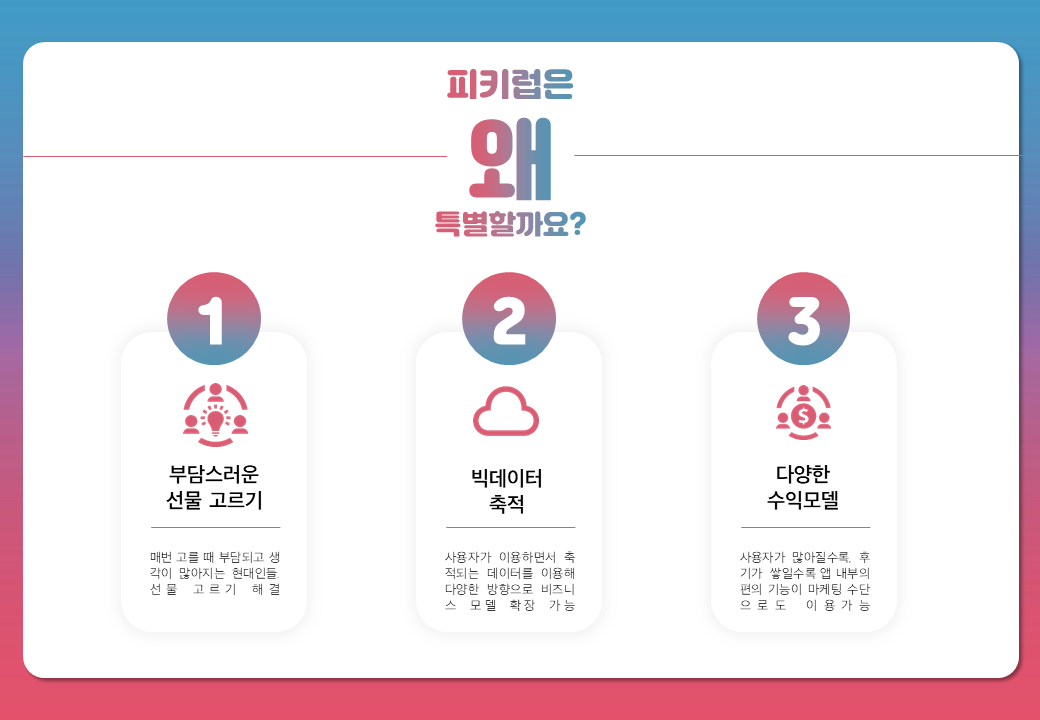 피키럽은
왜
특별할까요?
1
부담스러운
선물 고르기
매번 고를 때 부담되고 생
각이 많아지는 현대인들.
선물 고르기 해결
2
빅데이터
축적
사용자가 이용하면서 축
적되는 데이터를 이용해
다양한 방향으로 비즈니
스 모델 확장 가능
3
$
다양한
수익모델
사용자가 많아질수록, 후
기가 쌓일수록 앱 내부의
편의 기능이 마케팅 수단
으로도 이용가능